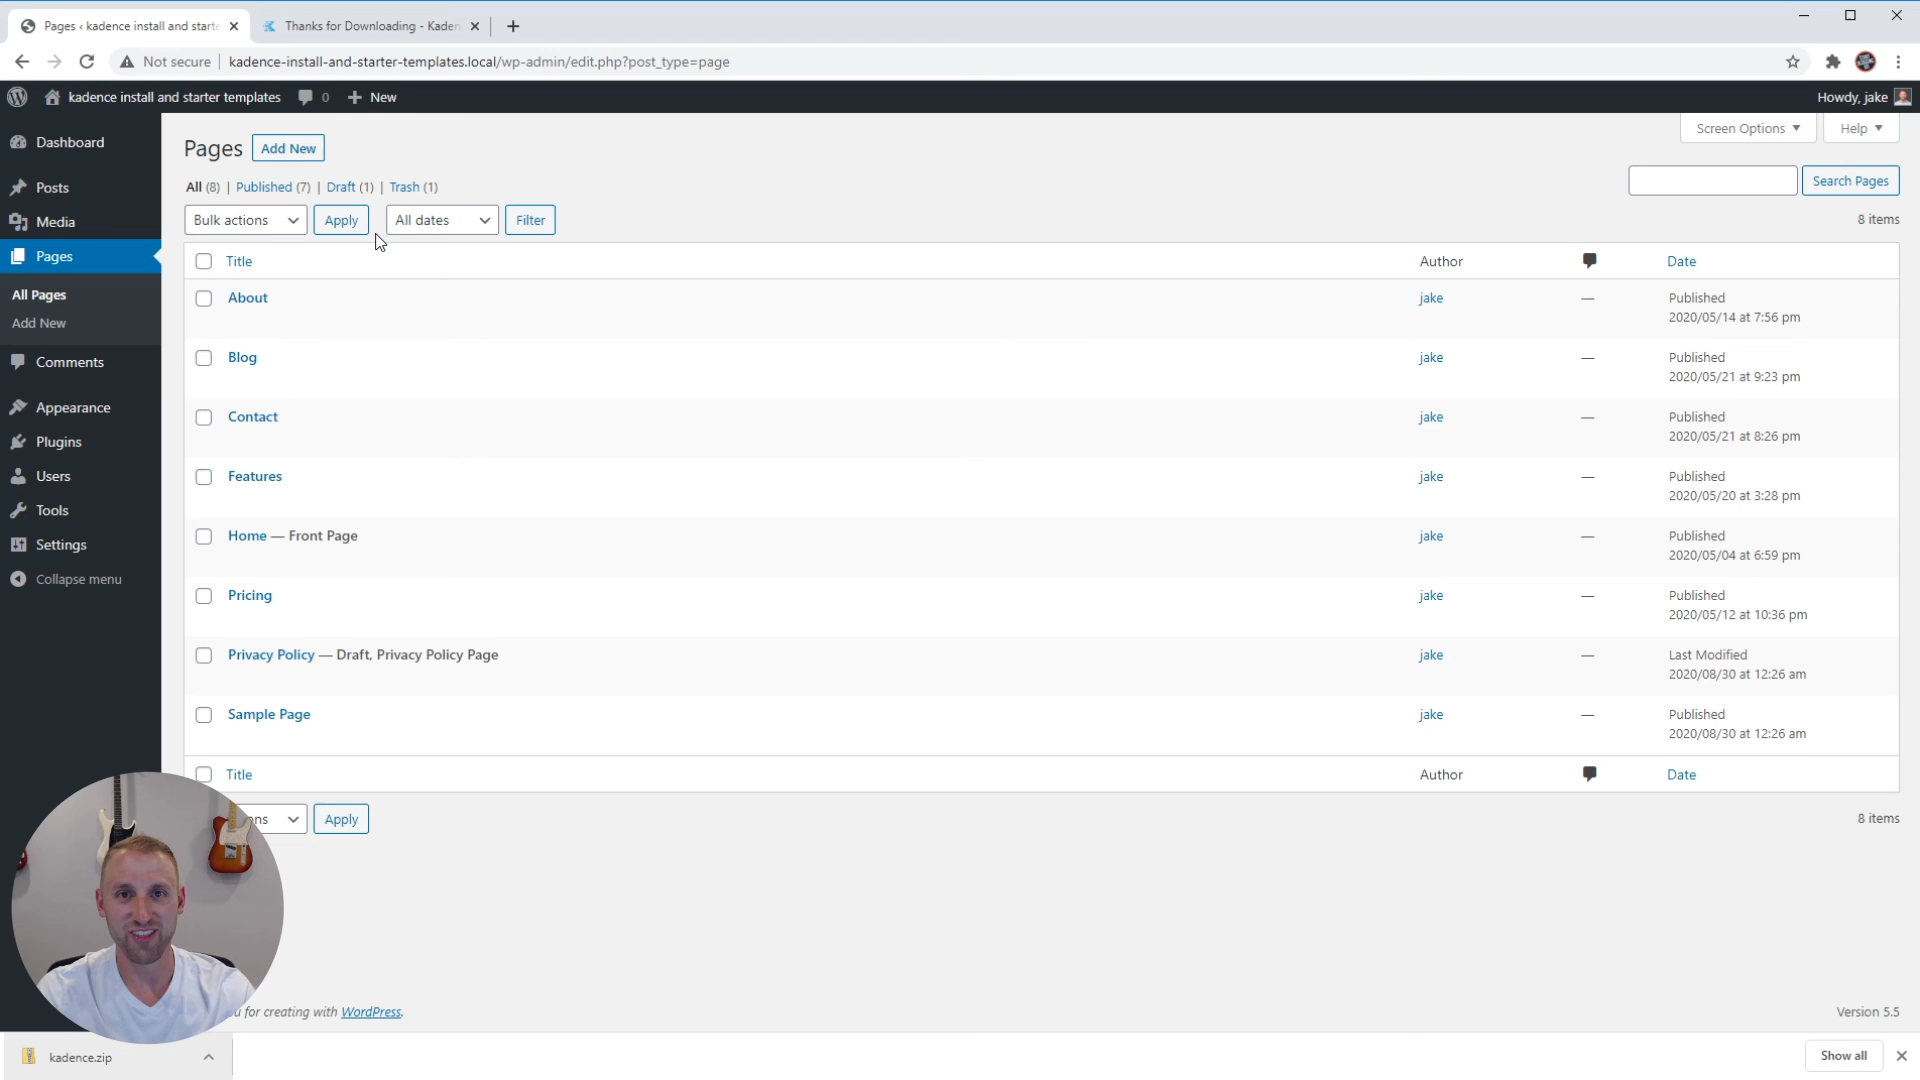 Pages ‹ kadence install and starte
Thanks for Downloading - Kaden
Not secure
kadence-install-and-starter-templates.local/wp-admin/edit.php?post_type=page
kadence install and starter templates
0
New
Howdy, jake
Dashboard
Posts
Media
Pages
All Pages
Add New
Comments
Appearance
Plugins
Users
Tools
Settings
Collapse menu
Screen Options
Help
Pages
Add New
All (8) | Published (7) | Draft (1) | Trash (1)
Search Pages
Bulk actions
Apply
All dates
Filter
8 items
Title
Author
Date
About
jake
—
Published
2020/05/14 at 7:56 pm
Blog
jake
—
Published
2020/05/21 at 9:23 pm
Contact
jake
—
Published
2020/05/21 at 8:26 pm
Features
jake
—
Published
2020/05/20 at 3:28 pm
Home — Front Page
jake
—
Published
2020/05/04 at 6:59 pm
Pricing
jake
—
Published
2020/05/12 at 10:36 pm
Privacy Policy — Draft, Privacy Policy Page
jake
—
Last Modified
2020/08/30 at 12:26 am
Sample Page
jake
—
Published
2020/08/30 at 12:26 am
Title
Author
Date
ons
Apply
8 items
u for creating with WordPress.
Version 5.5
kadence.zip
Show all